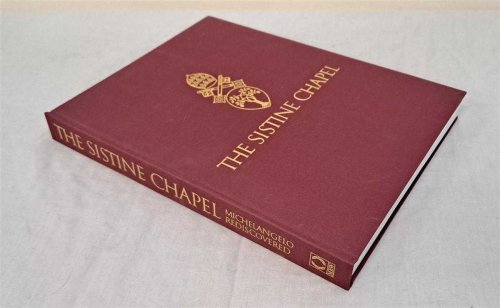 THE SISTINE CHAPEL
THE SISTINE CHAPEL
MICHELANGELO
REDISCOVERED